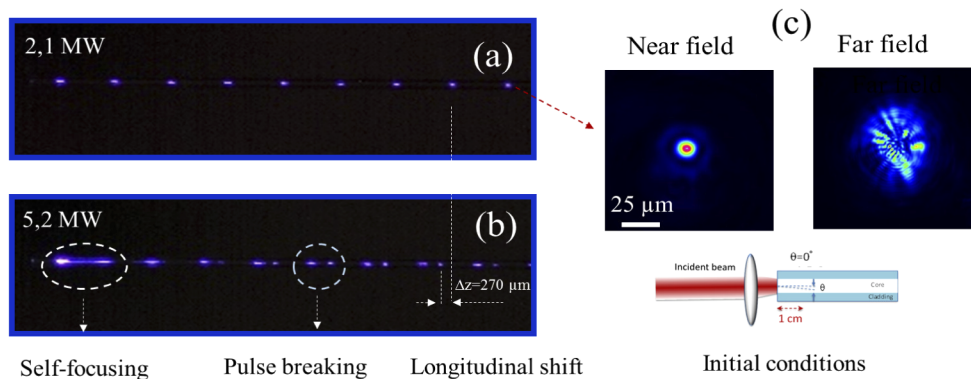 2,1 MW
(a)
(c)
Near field
Far field
25 µm
5,2 MW
(b)
Δz=270 µm
Self-focusing
Pulse breaking
Longitudinal shift
Incident beam
θ=0°
θ
Core
Cladding
1 cm
Initial conditions